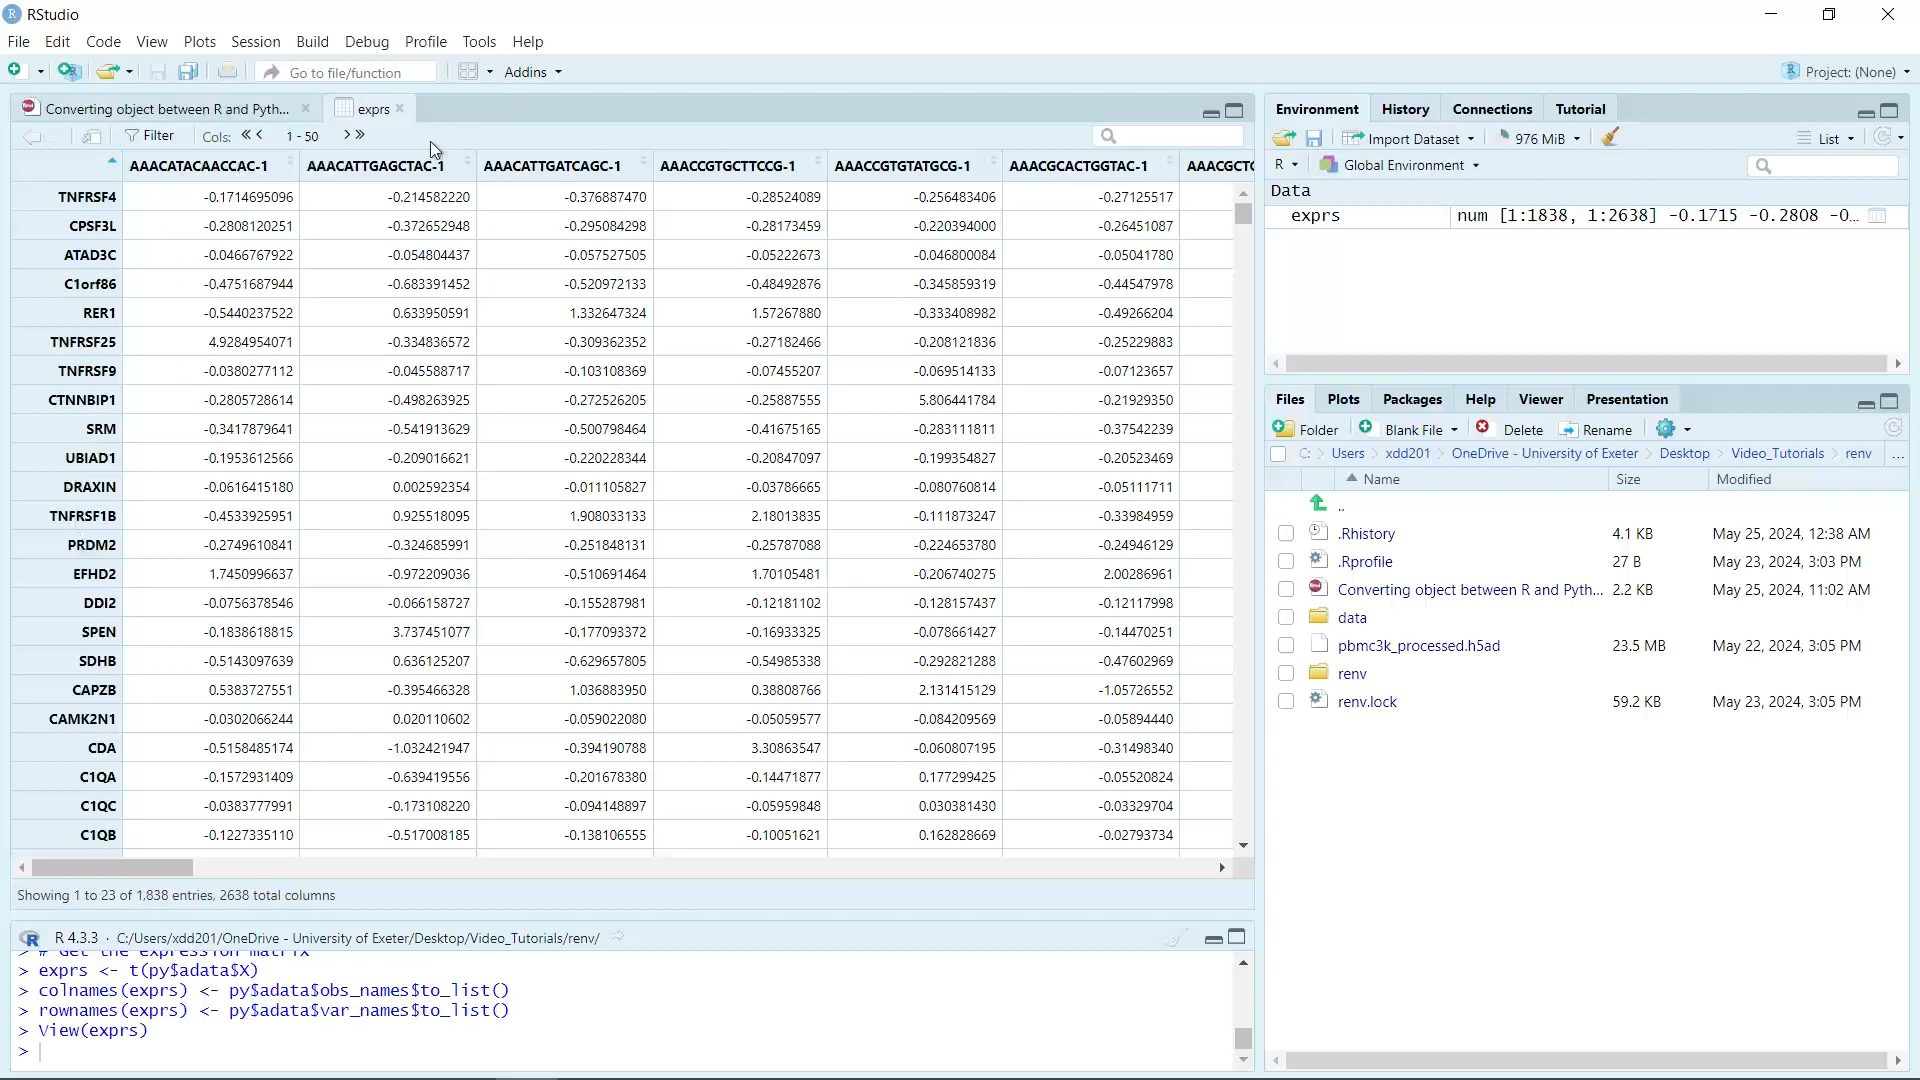 RStudio
File Edit Code View Plots Session Build Debug Profile Tools Help
Go to file/function Addins Project: (None)
Converting object between R and Pyth... exprs
Filter Cols: 1 - 50
AAACATACAACCAC-1 AAACATTGAGCTAC-1 AAACATTGATCAGC-1 AAACCGTGCTTCCG-1 AAACCGTGTATGCG-1 AAACGCACTGGTAC-1
TNFRSF4 -0.1714695096 -0.214582220 -0.376887470 -0.28524089 -0.256483406 -0.27125517
CPSF3L -0.2808120251 -0.372652948 -0.295084298 -0.28173459 -0.220394000 -0.26451087
ATAD3C -0.0466767922 -0.054804437 -0.057527505 -0.05222673 -0.046800084 -0.05041780
C1orf86 -0.4751687944 -0.683391452 -0.520972133 -0.48492876 -0.345859319 -0.44547978
RER1 -0.5440237522 0.633950591 1.332647324 1.57267880 -0.333408982 -0.49266204
TNFRSF25 4.9284954071 -0.334836572 -0.309362352 -0.27182466 -0.208121836 -0.25229883
TNFRSF9 -0.0380277112 -0.045588717 -0.103108369 -0.07455207 -0.069514133 -0.07123657
CTNNBIP1 -0.2805728614 -0.498263925 -0.272526205 -0.25887555 5.806441784 -0.21929350
SRM -0.3417879641 -0.541913629 -0.500798464 -0.41675165 -0.283111811 -0.37542239
UBIAD1 -0.1953612566 -0.209016621 -0.220228344 -0.20847097 -0.199354827 -0.20523469
DRAXIN -0.0616415180 0.002592354 -0.011105827 -0.03786665 -0.080760814 -0.05111711
TNFRSF1B -0.4533925951 0.925518095 1.908033133 2.18013835 -0.111873247 -0.33984959
PRDM2 -0.2749610841 -0.324685991 -0.251848131 -0.25787088 -0.224653780 -0.24946129
EFHD2 1.7450996637 -0.972209036 -0.510691464 1.70105481 -0.206740275 2.00286961
DDI2 -0.0756378546 -0.066158727 -0.155287981 -0.12181102 -0.128157437 -0.12117998
SPEN -0.1838618815 3.737451077 -0.177093372 -0.16933325 -0.078661427 -0.14470251
SDHB -0.5143097639 0.636125207 -0.629657805 -0.54985338 -0.292821288 -0.47602969
CAPZB 0.5383727551 -0.395466328 1.036883950 0.38808766 2.131415129 -1.05726552
CAMK2N1 -0.0302066244 0.020110602 -0.059022080 -0.05059577 -0.084209569 -0.05894440
CDA -0.5158485174 -1.032421947 -0.394190788 3.30863547 -0.060807195 -0.31498340
C1QA -0.1572931409 -0.639419556 -0.201678380 -0.14471877 0.177299425 -0.05520824
C1QC -0.0383777991 -0.173108220 -0.094148897 -0.05959848 0.030381430 -0.03329704
C1QB -0.1227335110 -0.517008185 -0.138106555 -0.10051621 0.162828669 -0.02793734
Showing 1 to 23 of 1,838 entries, 2638 total columns
R 4.3.3 · C:/Users/xdd201/OneDrive - University of Exeter/Desktop/Video_Tutorials/renv/
> # Get the expression matrix
> exprs <- t(py$adata$X)
> colnames(exprs) <- py$adata$obs_names$to_list()
> rownames(exprs) <- py$adata$var_names$to_list()
> View(exprs)
>
Environment History Connections Tutorial
Import Dataset 976 MiB List
R Global Environment
Data
exprs num [1:1838, 1:2638] -0.1715 -0.2808 -0...
Files Plots Packages Help Viewer Presentation
Folder Blank File Delete Rename
C: Users xdd201 OneDrive - University of Exeter Desktop Video_Tutorials renv ...
Name Size Modified
..
.Rhistory 4.1 KB May 25, 2024, 12:38 AM
.Rprofile 27 B May 23, 2024, 3:03 PM
Converting object between R and Pyth... 2.2 KB May 25, 2024, 11:02 AM
data
pbmc3k_processed.h5ad 23.5 MB May 22, 2024, 3:05 PM
renv
renv.lock 59.2 KB May 23, 2024, 3:05 PM